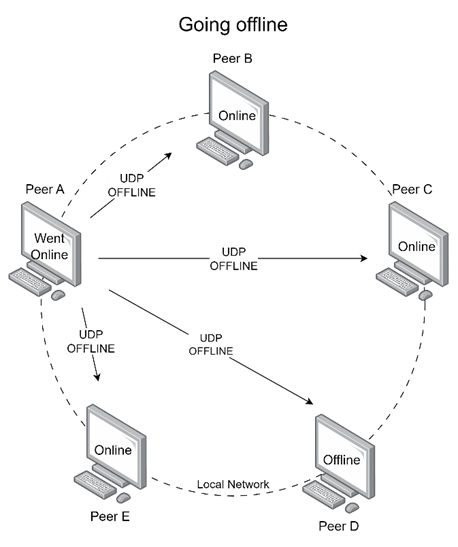 Going offline
Peer B
Online
Peer A
UDP
OFFLINE
Peer C
Went
Online
UDP
OFFLINE
Online
UDP
OFFLINE
UDP
OFFLINE
Online
Offline
Local Network
Peer E
Peer D